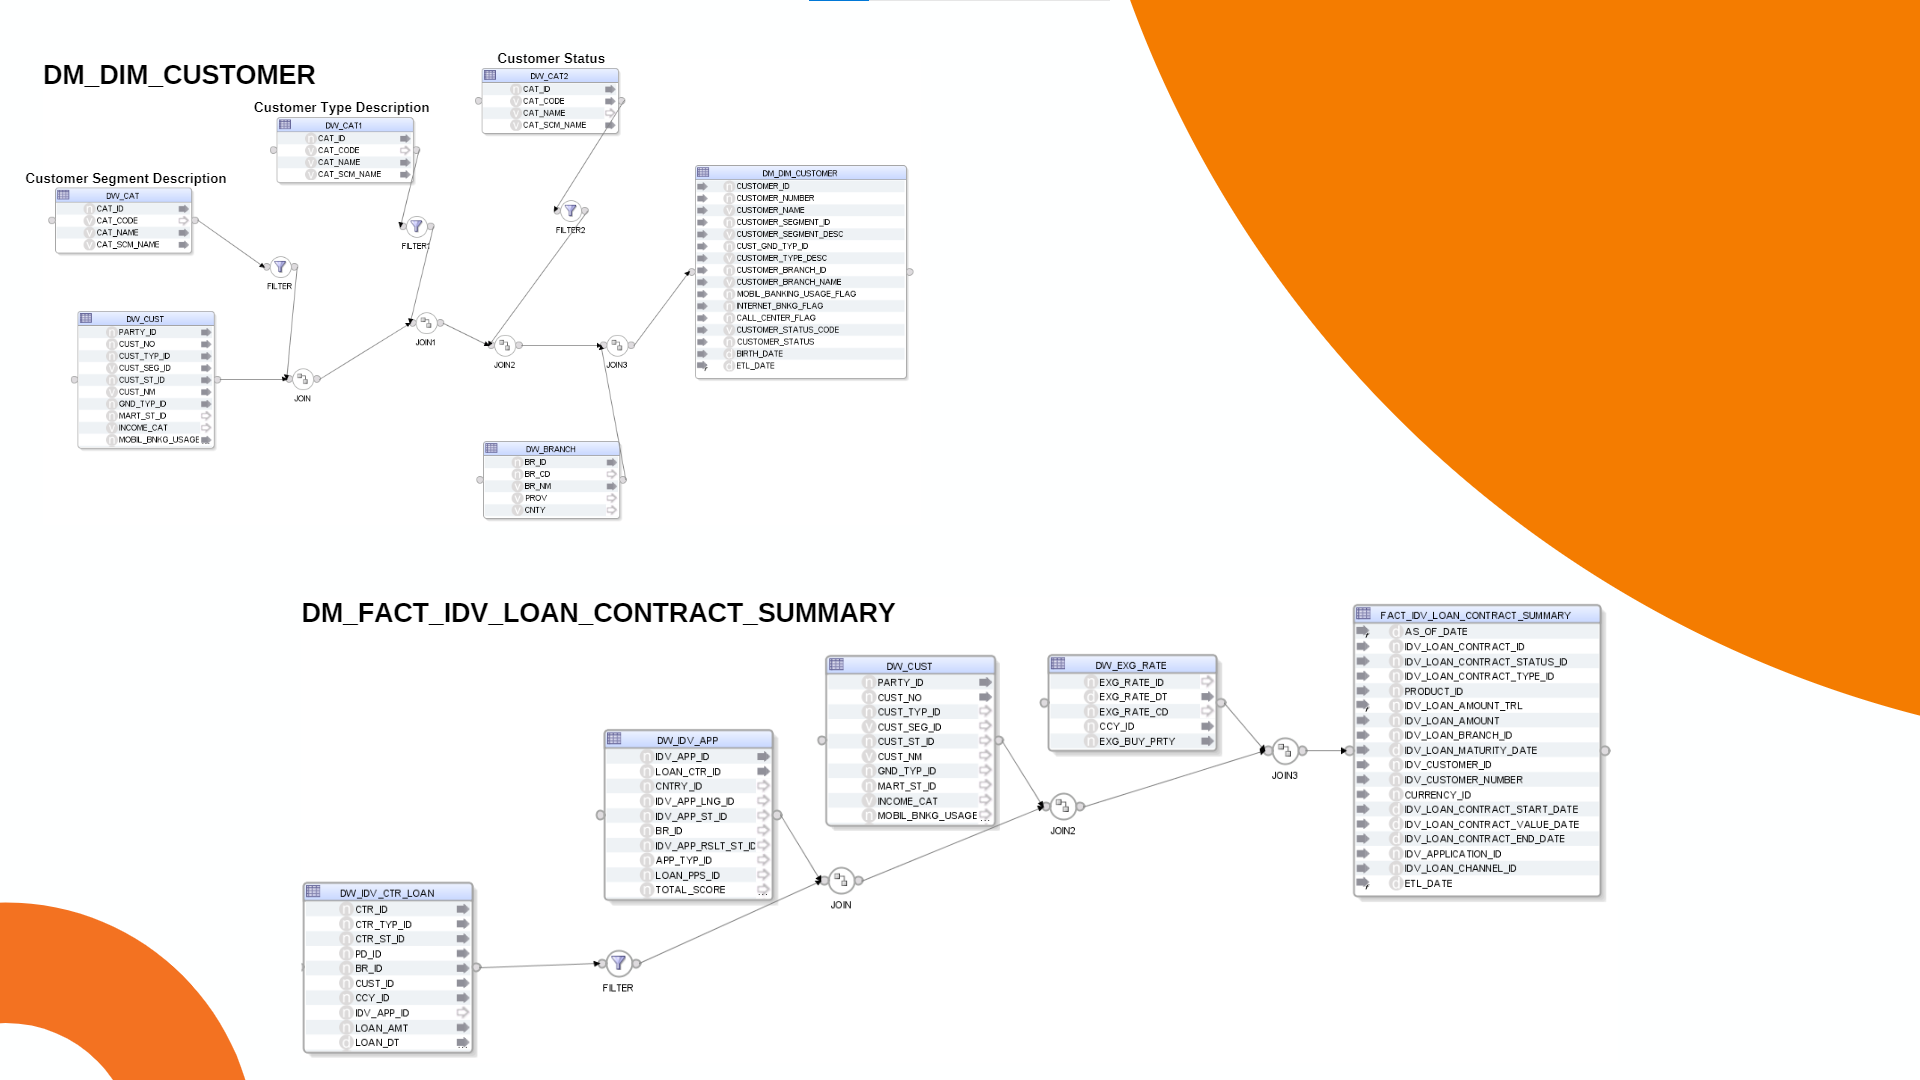 DM_DIM_CUSTOMER
Customer Status
DW_CAT2
CAT_ID
CAT_CODE
CAT_NAME
CAT_SCM_NAME
Customer Type Description
DW_CAT1
CAT_ID
CAT_CODE
CAT_NAME
CAT_SCM_NAME
Customer Segment Description
DW_CAT
CAT_ID
CAT_CODE
CAT_NAME
CAT_SCM_NAME
FILTER
FILTER1
FILTER2
DW_CUST
PARTY_ID
CUST_NO
CUST_TYP_ID
CUST_SEG_ID
CUST_ST_ID
CUST_NM
GND_TYP_ID
MART_ST_ID
INCOME_CAT
MOBIL_BNKG_USAGE
JOIN
JOIN1
JOIN2
JOIN3
DW_BRANCH
BR_ID
BR_CD
BR_NM
PROV
CNTY
DM_DIM_CUSTOMER
CUSTOMER_ID
CUSTOMER_NUMBER
CUSTOMER_NAME
CUSTOMER_SEGMENT_ID
CUSTOMER_SEGMENT_DESC
CUST_GND_TYP_ID
CUSTOMER_TYPE_DESC
CUSTOMER_BRANCH_ID
CUSTOMER_BRANCH_NAME
MOBIL_BANKING_USAGE_FLAG
INTERNET_BNKG_FLAG
CALL_CENTER_FLAG
CUSTOMER_STATUS_CODE
CUSTOMER_STATUS
BIRTH_DATE
ETL_DATE
DM_FACT_IDV_LOAN_CONTRACT_SUMMARY
DW_IDV_CTR_LOAN
CTR_ID
CTR_TYP_ID
CTR_ST_ID
PD_ID
BR_ID
CUST_ID
CCY_ID
IDV_APP_ID
LOAN_AMT
LOAN_DT
FILTER
DW_IDV_APP
IDV_APP_ID
LOAN_CTR_ID
CNTRY_ID
IDV_APP_LNG_ID
IDV_APP_ST_ID
BR_ID
IDV_APP_RSLT_ST_ID
APP_TYP_ID
LOAN_PPS_ID
TOTAL_SCORE
JOIN
DW_CUST
PARTY_ID
CUST_NO
CUST_TYP_ID
CUST_SEG_ID
CUST_ST_ID
CUST_NM
GND_TYP_ID
MART_ST_ID
INCOME_CAT
MOBIL_BNKG_USAGE
JOIN2
DW_EXG_RATE
EXG_RATE_ID
EXG_RATE_DT
EXG_RATE_CD
CCY_ID
EXG_BUY_PRTY
JOIN3
FACT_IDV_LOAN_CONTRACT_SUMMARY
AS_OF_DATE
IDV_LOAN_CONTRACT_ID
IDV_LOAN_CONTRACT_STATUS_ID
IDV_LOAN_CONTRACT_TYPE_ID
PRODUCT_ID
IDV_LOAN_AMOUNT_TRL
IDV_LOAN_AMOUNT
IDV_LOAN_BRANCH_ID
IDV_LOAN_MATURITY_DATE
IDV_CUSTOMER_ID
IDV_CUSTOMER_NUMBER
CURRENCY_ID
IDV_LOAN_CONTRACT_START_DATE
IDV_LOAN_CONTRACT_VALUE_DATE
IDV_LOAN_CONTRACT_END_DATE
IDV_APPLICATION_ID
IDV_LOAN_CHANNEL_ID
ETL_DATE